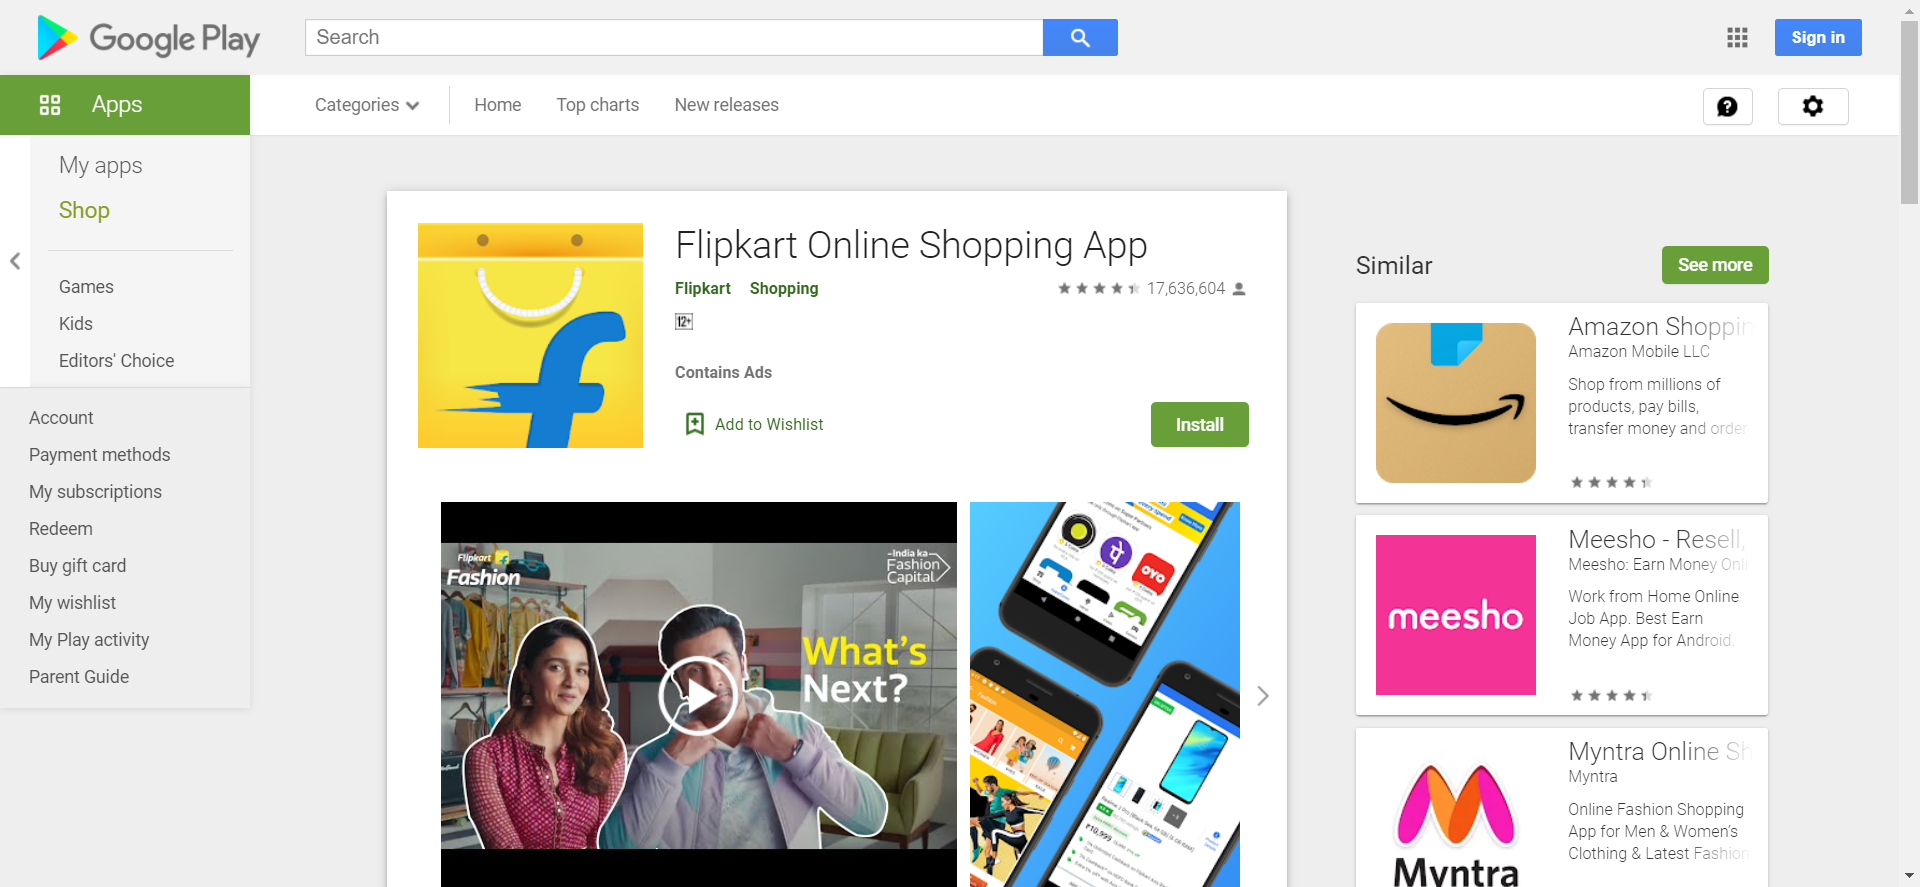 Google Play
Search
Sign in
Apps
Categories
Home
Top charts
New releases
My apps
Shop
Games
Kids
Editors' Choice
Account
Payment methods
My subscriptions
Redeem
Buy gift card
My wishlist
My Play activity
Parent Guide
Flipkart Online Shopping App
Flipkart Shopping
17,636,604
12+
Contains Ads
Add to Wishlist
Install
Flipkart
Fashion
India ka
Fashion
Capital
What's
Next?
OYO
₹10,999
Similar
See more
Amazon Shoppin
Amazon Mobile LLC
Shop from millions of
products, pay bills,
transfer money and order
Meesho - Resell,
Meesho: Earn Money Onli
Work from Home Online
Job App. Best Earn
Money App for Android.
meesho
Myntra Online Sh
Myntra
Online Fashion Shopping
App for Men & Women's
Clothing & Latest Fashion
Myntra